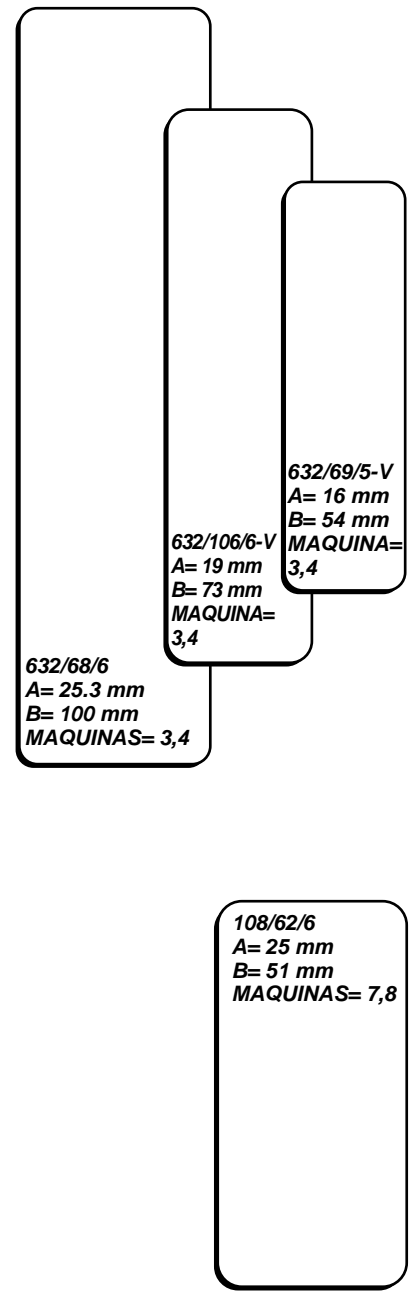 632/69/5-V
A= 16 mm
B= 54 mm
MAQUINA=
3,4
632/106/6-V
A= 19 mm
B= 73 mm
MAQUINA=
3,4
632/68/6
A= 25.3 mm
B= 100 mm
MAQUINAS= 3,4
108/62/6
A= 25 mm
B= 51 mm
MAQUINAS= 7,8